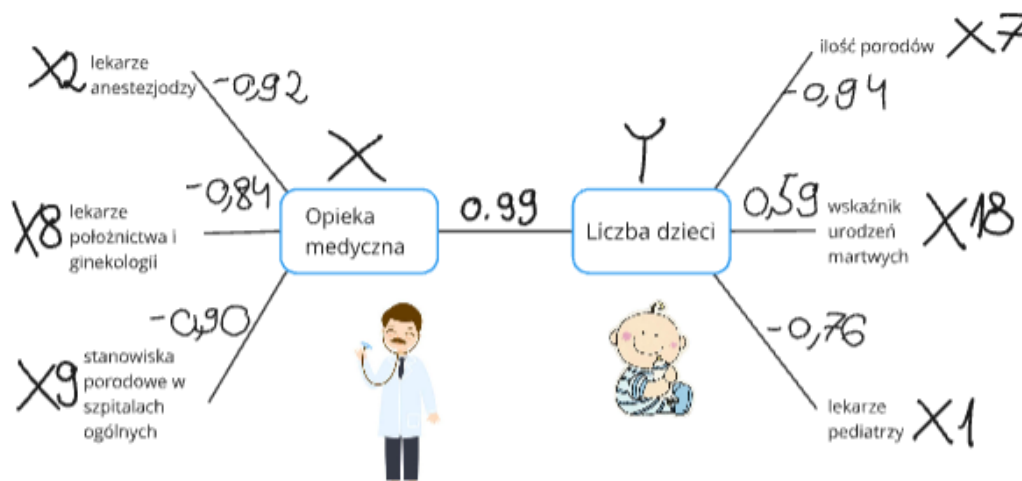 X2
lekarze
anestezjodzy
-0,92
X
Y
ilość porodów
X7
-0,94
X8
lekarze
położnictwa i
ginekologii
-0,84
Opieka
medyczna
0.99
Liczba dzieci
0,59
wskaźnik
urodzeń
martwych
X18
-0,90
X9
stanowiska
porodowe w
szpitalach
ogólnych
-0,76
lekarze
pediatrzy
X1